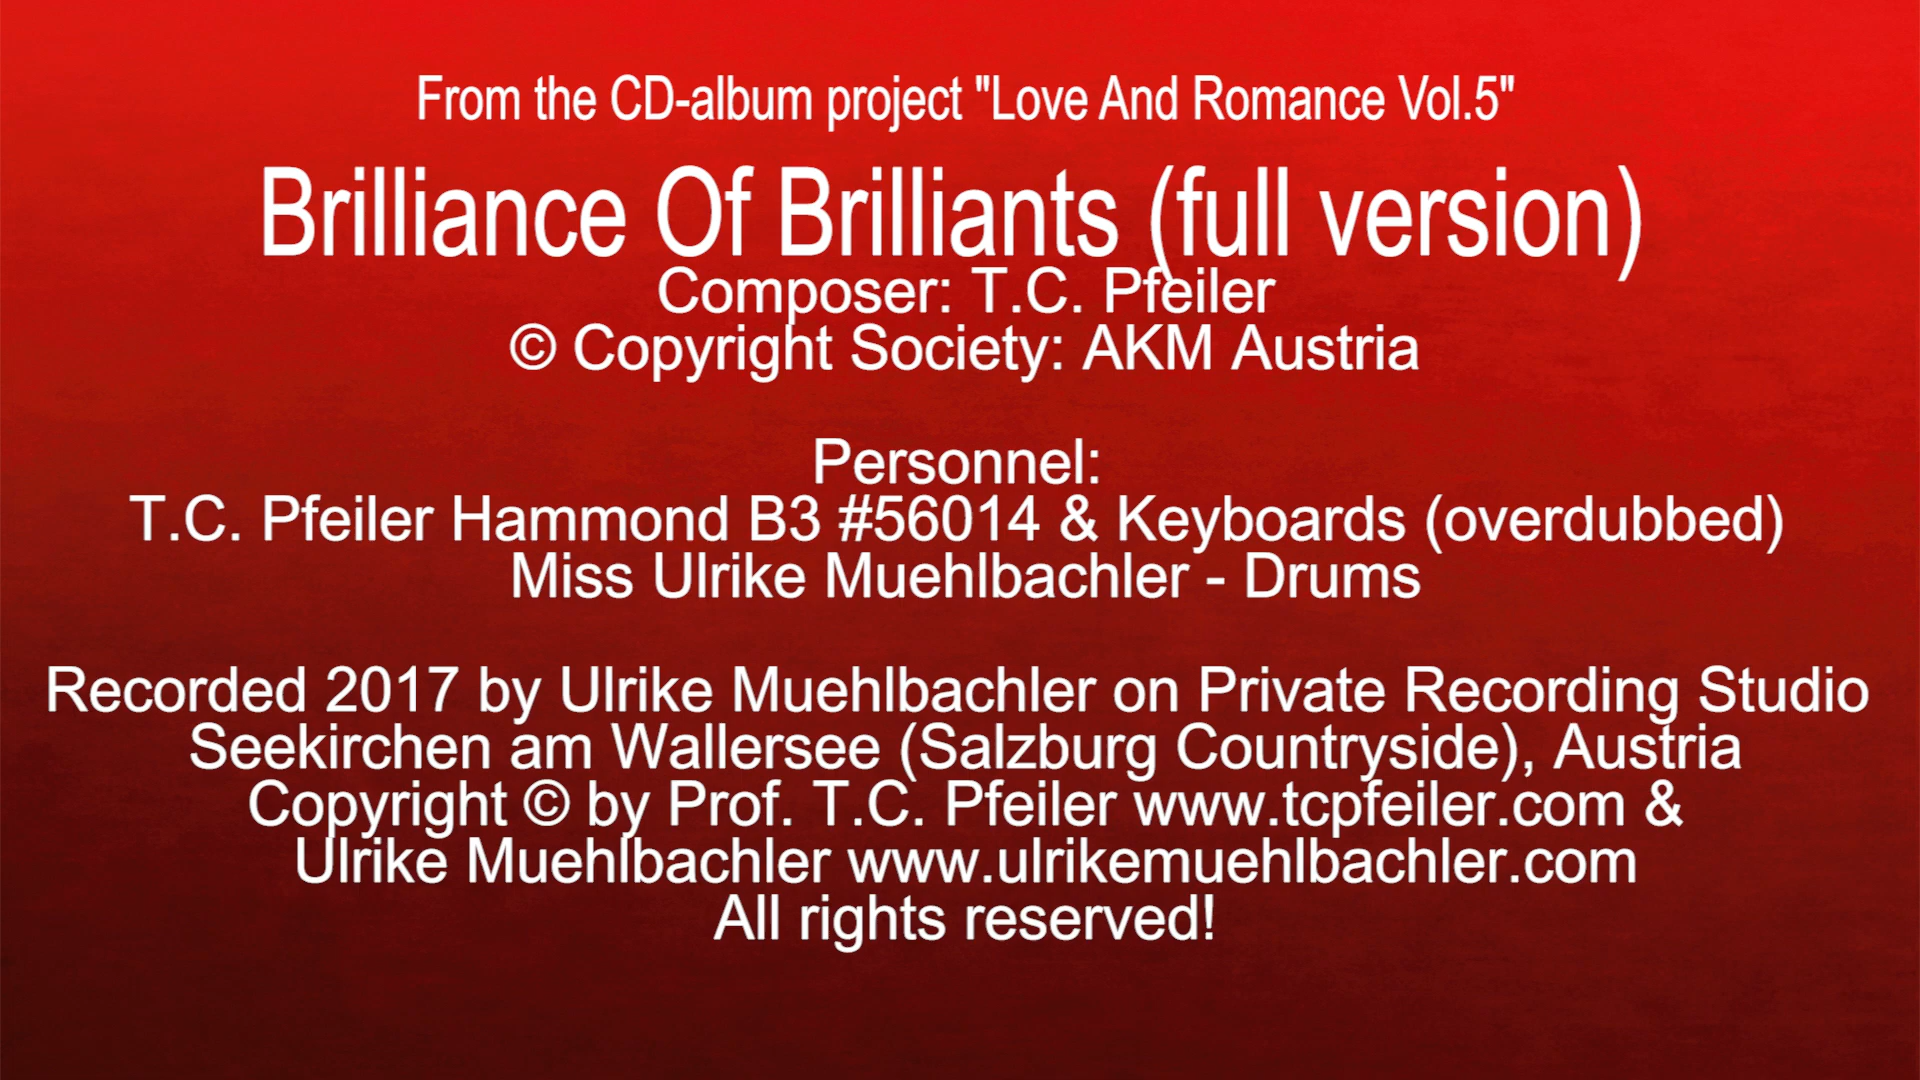 From the CD-album project "Love And Romance Vol.5"
Brilliance Of Brilliants (full version)
Composer: T.C. Pfeiler
© Copyright Society: AKM Austria
Personnel:
T.C. Pfeiler Hammond B3 #56014 & Keyboards (overdubbed)
Miss Ulrike Muehlbachler - Drums
Recorded 2017 by Ulrike Muehlbachler on Private Recording Studio
Seekirchen am Wallersee (Salzburg Countryside), Austria
Copyright © by Prof. T.C. Pfeiler www.tcpfeiler.com &
Ulrike Muehlbachler www.ulrikemuehlbachler.com
All rights reserved!